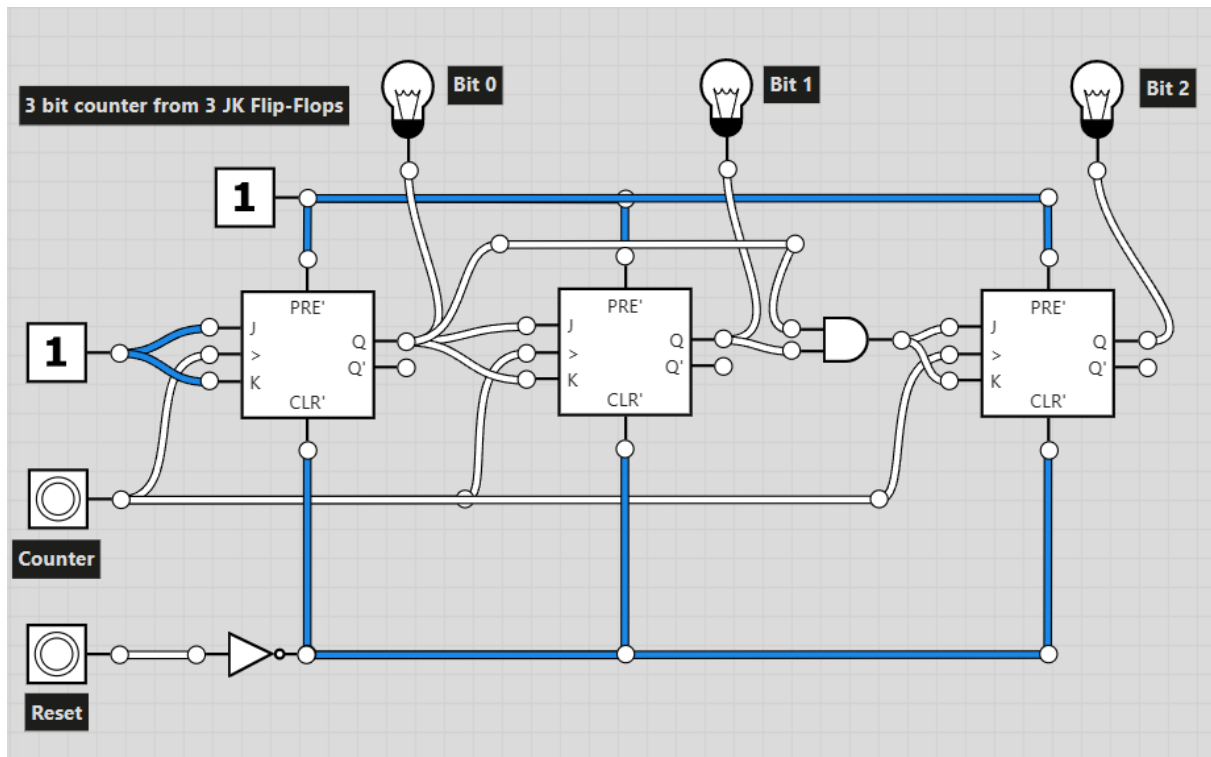 Bit 0
Bit 1
Bit 2
3 bit counter from 3 JK Flip-Flops
1
PRE'
J
>
K
Q
Q'
CLR'
PRE'
J
>
K
Q
Q'
CLR'
PRE'
J
>
K
Q
Q'
CLR'
1
Counter
Reset